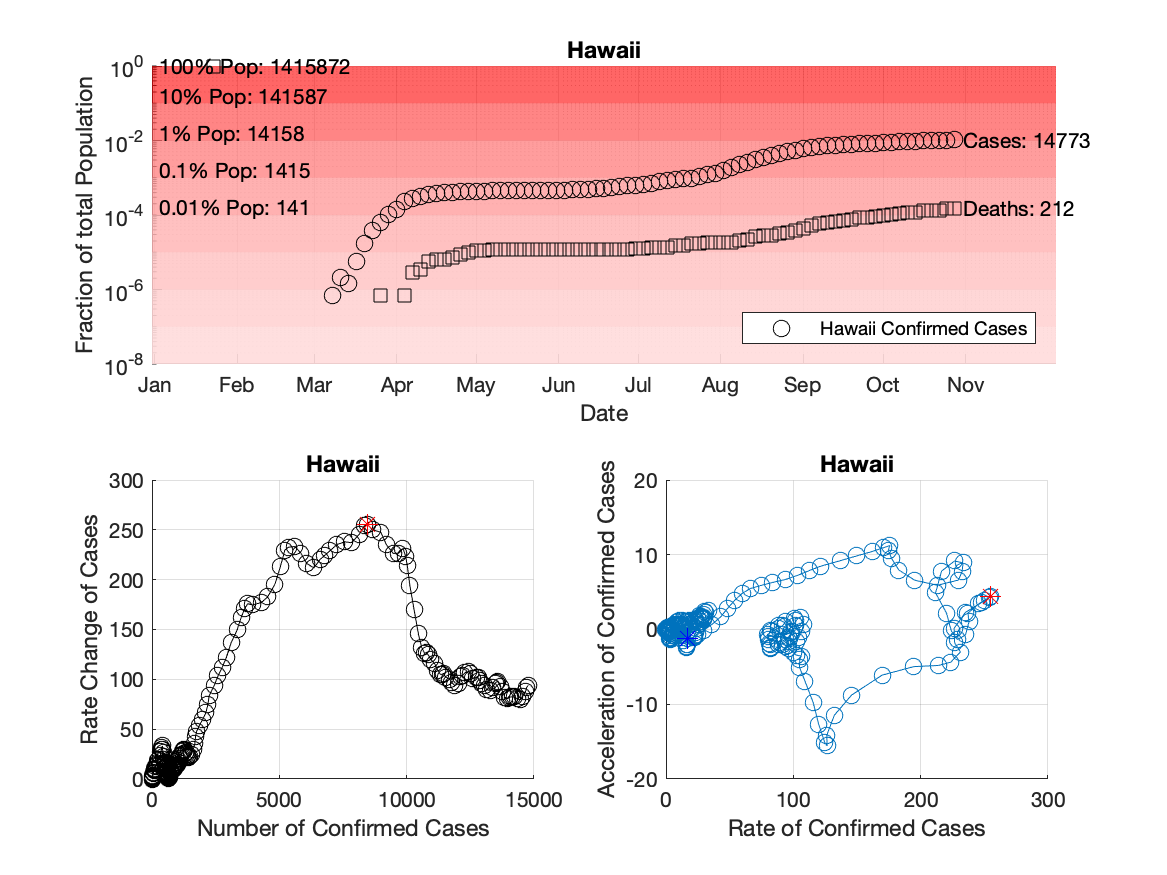 Hawaii
Fraction of total Population
10^0
10^-2
10^-4
10^-6
10^-8
100% Pop: 1415872
10% Pop: 141587
1% Pop: 14158
0.1% Pop: 1415
0.01% Pop: 141
Cases: 14773
Deaths: 212
Hawaii Confirmed Cases
Jan Feb Mar Apr May Jun Jul Aug Sep Oct Nov
Date
Hawaii
Rate Change of Cases
300
250
200
150
100
50
0
0 5000 10000 15000
Number of Confirmed Cases
Hawaii
Acceleration of Confirmed Cases
20
10
0
-10
-20
0 100 200 300
Rate of Confirmed Cases